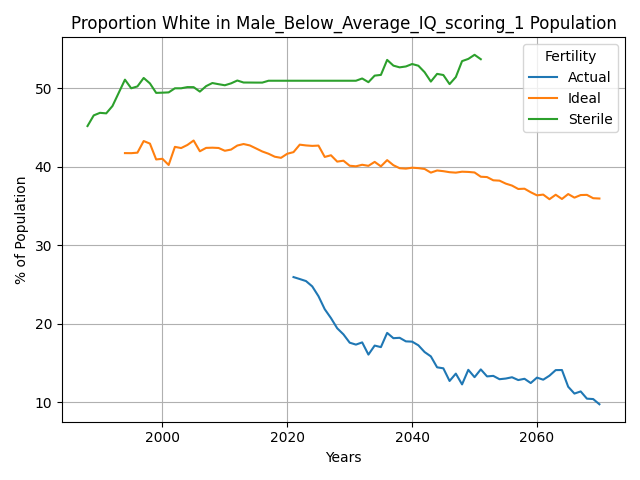 Proportion White in Male_Below_Average_IQ_scoring_1 Population
% of Population
50
40
30
20
10
2000
2020
2040
2060
Years
Fertility
Actual
Ideal
Sterile